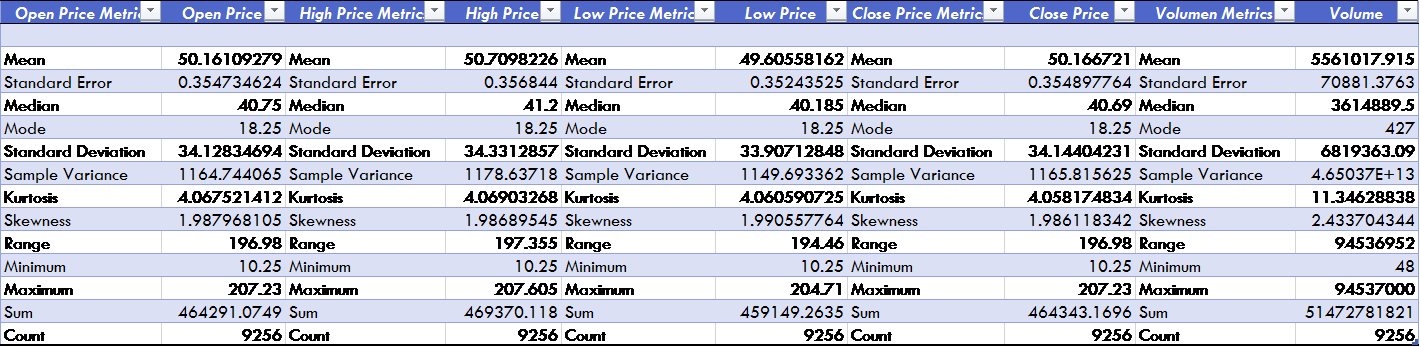 Open Price Metric Open Price High Price Metric High Price Low Price Metric Low Price Close Price Metric Close Price Volumen Metrics Volume
Mean 50.16109279 Mean 50.7098226 Mean 49.60558162 Mean 50.166721 Mean 5561017.915
Standard Error 0.354734624 Standard Error 0.356844 Standard Error 0.35243525 Standard Error 0.354897764 Standard Error 70881.3763
Median 40.75 Median 41.2 Median 40.185 Median 40.69 Median 3614889.5
Mode 18.25 Mode 18.25 Mode 18.25 Mode 18.25 Mode 427
Standard Deviation 34.12834694 Standard Deviation 34.3312857 Standard Deviation 33.90712848 Standard Deviation 34.14404231 Standard Deviation 6819363.09
Sample Variance 1164.744065 Sample Variance 1178.63718 Sample Variance 1149.693362 Sample Variance 1165.815625 Sample Variance 4.65037E+13
Kurtosis 4.067521412 Kurtosis 4.06903268 Kurtosis 4.060590725 Kurtosis 4.058174834 Kurtosis 11.34628838
Skewness 1.987968105 Skewness 1.98689545 Skewness 1.990557764 Skewness 1.986118342 Skewness 2.433704344
Range 196.98 Range 197.355 Range 194.46 Range 196.98 Range 94536952
Minimum 10.25 Minimum 10.25 Minimum 10.25 Minimum 10.25 Minimum 48
Maximum 207.23 Maximum 207.605 Maximum 204.71 Maximum 207.23 Maximum 94537000
Sum 464291.0749 Sum 469370.118 Sum 459149.2635 Sum 464343.1696 Sum 51472781821
Count 9256 Count 9256 Count 9256 Count 9256 Count 9256